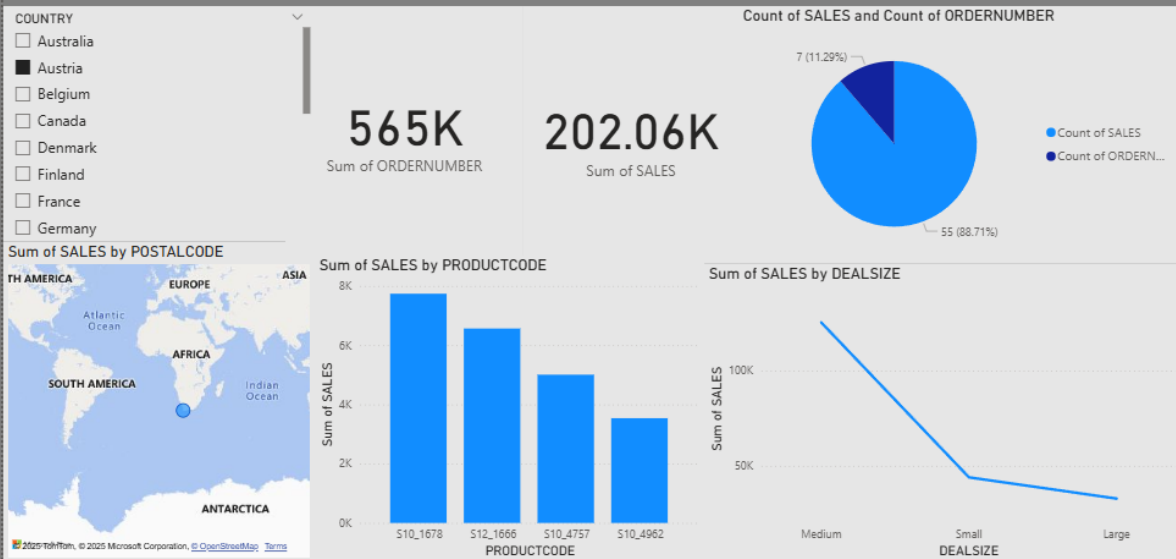 COUNTRY
Australia
Austria
Belgium
Canada
Denmark
Finland
France
Germany
565K
Sum of ORDERNUMBER
202.06K
Sum of SALES
Count of SALES and Count of ORDERNUMBER
7 (11.29%)
55 (88.71%)
Count of SALES
Count of ORDERN...
Sum of SALES by POSTALCODE
TH AMERICA
EUROPE
ASIA
Atlantic
Ocean
AFRICA
SOUTH AMERICA
Indian
Ocean
ANTARCTICA
© 2025 Microsoft Corporation, © OpenStreetMap Terms
Sum of SALES by PRODUCTCODE
Sum of SALES
8K
6K
4K
2K
0K
S10_1678 S12_1666 S10_4757 S10_4962
PRODUCTCODE
Sum of SALES by DEALSIZE
Sum of SALES
100K
50K
Medium Small Large
DEALSIZE